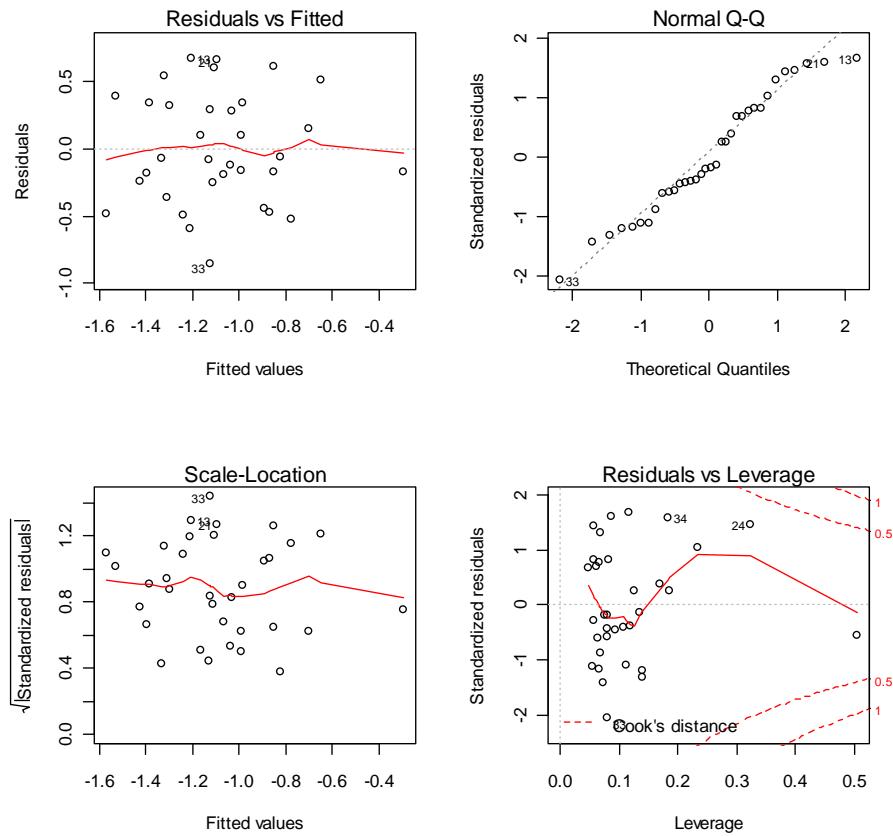 Residuals vs Fitted
Residuals
0.5
0.0
-0.5
-1.0
13
21
33
-1.6 -1.4 -1.2 -1.0 -0.8 -0.6 -0.4
Fitted values
Normal Q-Q
Standardized residuals
2
1
0
-1
-2
21
13
33
-2 -1 0 1 2
Theoretical Quantiles
Scale-Location
√|Standardized residuals|
1.2
0.8
0.4
0.0
33
13
21
-1.6 -1.4 -1.2 -1.0 -0.8 -0.6 -0.4
Fitted values
Residuals vs Leverage
Standardized residuals
2
1
0
-1
-2
34
24
33
1
0.5
0.5
1
Cook's distance
0.0 0.1 0.2 0.3 0.4 0.5
Leverage